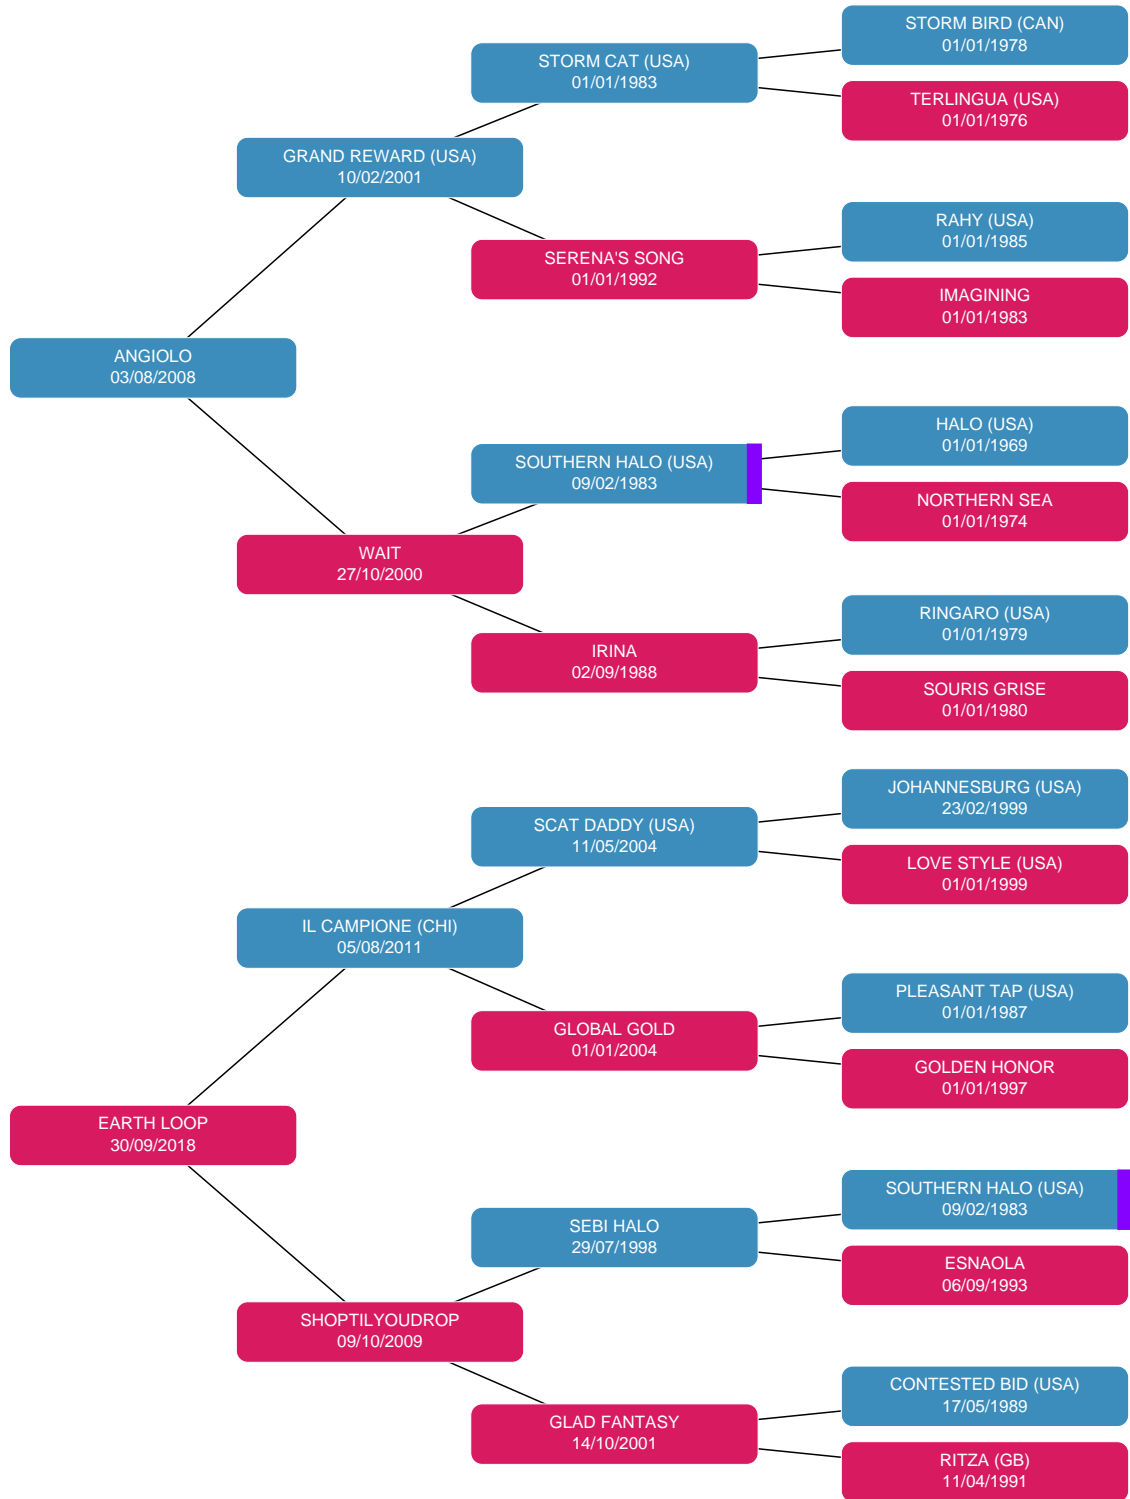 STORM BIRD (CAN)
01/01/1978
STORM CAT (USA)
01/01/1983
TERLINGUA (USA)
01/01/1976
GRAND REWARD (USA)
10/02/2001
RAHY (USA)
01/01/1985
SERENA'S SONG
01/01/1992
IMAGINING
01/01/1983
ANGIOLO
03/08/2008
HALO (USA)
01/01/1969
SOUTHERN HALO (USA)
09/02/1983
NORTHERN SEA
01/01/1974
WAIT
27/10/2000
RINGARO (USA)
01/01/1979
IRINA
02/09/1988
SOURIS GRISE
01/01/1980
JOHANNESBURG (USA)
23/02/1999
SCAT DADDY (USA)
11/05/2004
LOVE STYLE (USA)
01/01/1999
IL CAMPIONE (CHI)
05/08/2011
PLEASANT TAP (USA)
01/01/1987
GLOBAL GOLD
01/01/2004
GOLDEN HONOR
01/01/1997
EARTH LOOP
30/09/2018
SOUTHERN HALO (USA)
09/02/1983
SEBI HALO
29/07/1998
ESNAOLA
06/09/1993
SHOPTILYOUDROP
09/10/2009
CONTESTED BID (USA)
17/05/1989
GLAD FANTASY
14/10/2001
RITZA (GB)
11/04/1991